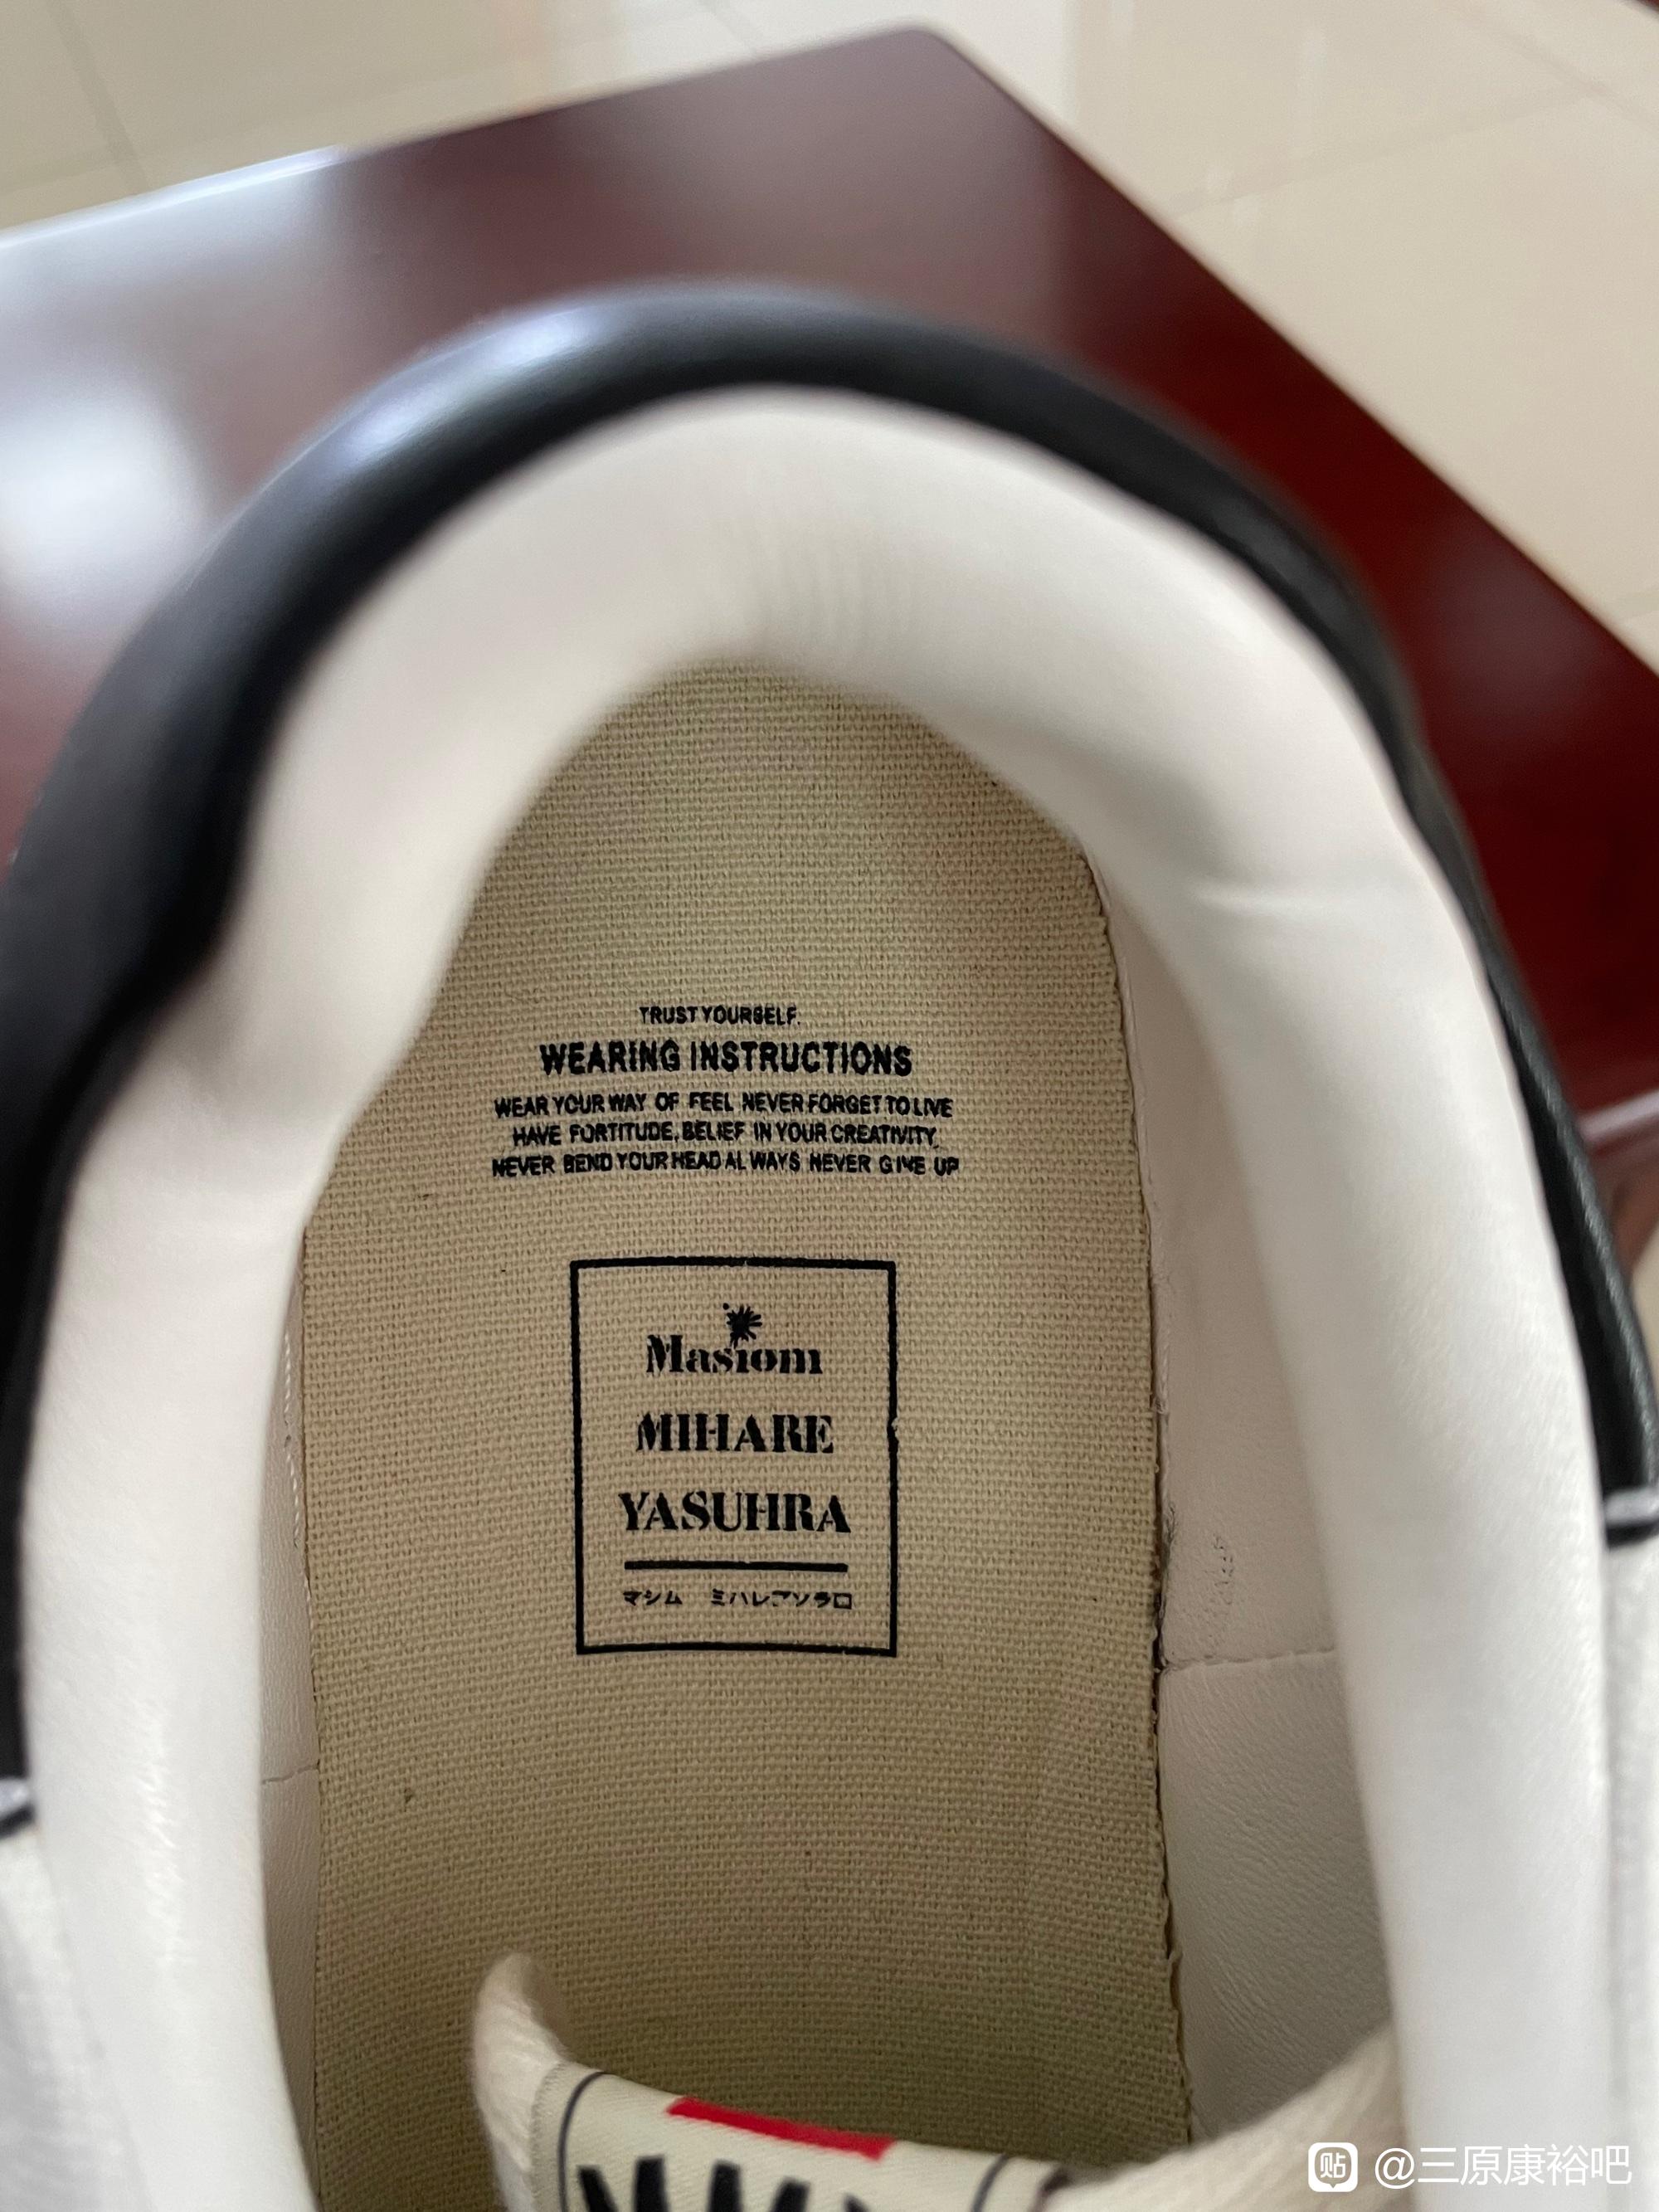 TRUST YOURSELF.
WEARING INSTRUCTIONS
WEAR YOUR WAY OF FEEL NEVER FORGET TO LIVE
HAVE FORTITUDE, BELIEF IN YOUR CREATIVITY,
NEVER BEND YOUR HEAD ALWAYS NEVER GIVE UP
Masiom
MIHARE
YASUHRA
マシム ミハレアソラロ
贴 @三原康裕吧